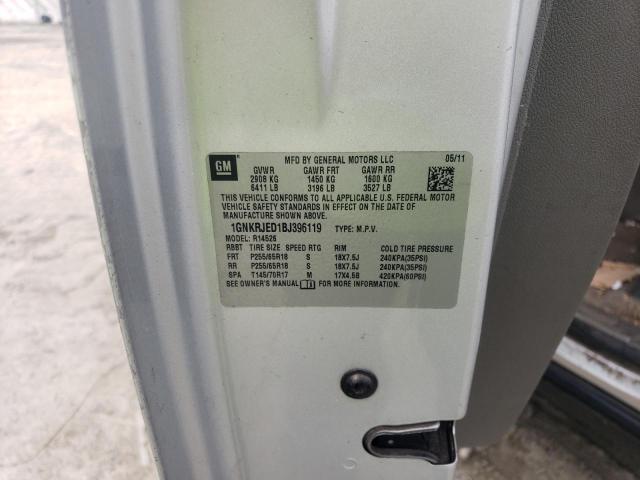 GM
MFD BY GENERAL MOTORS LLC 05/11
GVWR GAWR FRT GAWR RR
2908 KG 1450 KG 1600 KG
6411 LB 3196 LB 3527 LB
THIS VEHICLE CONFORMS TO ALL APPLICABLE U.S. FEDERAL MOTOR
VEHICLE SAFETY STANDARDS IN EFFECT ON THE DATE OF
MANUFACTURE SHOWN ABOVE.
1GNKRJED1BJ396119 TYPE: M.P.V.
MODEL: R14526
RBBT TIRE SIZE SPEED RTG RIM COLD TIRE PRESSURE
FRT P255/65R18 S 18X7.5J 240KPA(35PSI)
RR P255/65R18 S 18X7.5J 240KPA(35PSI)
SPA T145/70R17 M 17X4.5B 420KPA(60PSI)
SEE OWNER'S MANUAL FOR MORE INFORMATION.